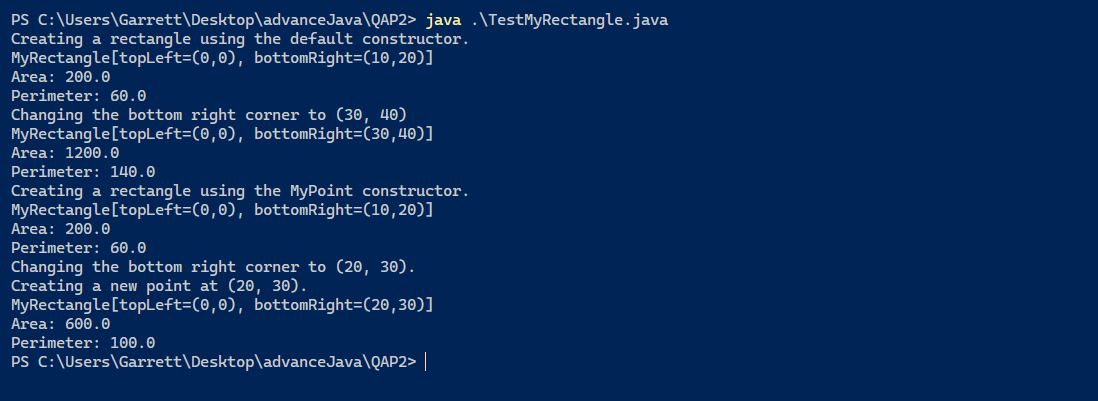 PS C:\Users\Garrett\Desktop\advanceJava\QAP2> java .\TestMyRectangle.java
Creating a rectangle using the default constructor.
MyRectangle[topLeft=(0,0), bottomRight=(10,20)]
Area: 200.0
Perimeter: 60.0
Changing the bottom right corner to (30, 40)
MyRectangle[topLeft=(0,0), bottomRight=(30,40)]
Area: 1200.0
Perimeter: 140.0
Creating a rectangle using the MyPoint constructor.
MyRectangle[topLeft=(0,0), bottomRight=(10,20)]
Area: 200.0
Perimeter: 60.0
Changing the bottom right corner to (20, 30).
Creating a new point at (20, 30).
MyRectangle[topLeft=(0,0), bottomRight=(20,30)]
Area: 600.0
Perimeter: 100.0
PS C:\Users\Garrett\Desktop\advanceJava\QAP2>